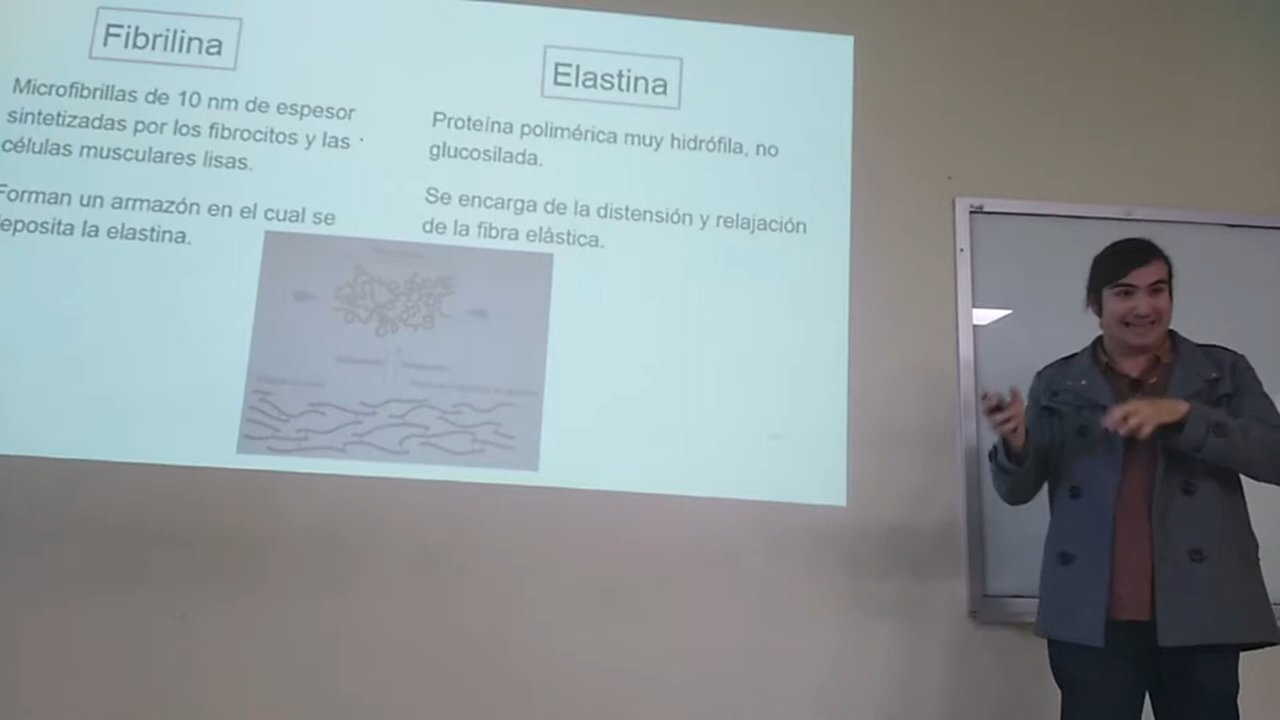 Fibrilina
Microfibrillas de 10 nm de espesor
sintetizadas por los fibrocitos y las
células musculares lisas.
Forman un armazón en el cual se
deposita la elastina.
Elastina
Proteína polimérica muy hidrófila, no
glucosilada.
Se encarga de la distensión y relajación
de la fibra elástica.